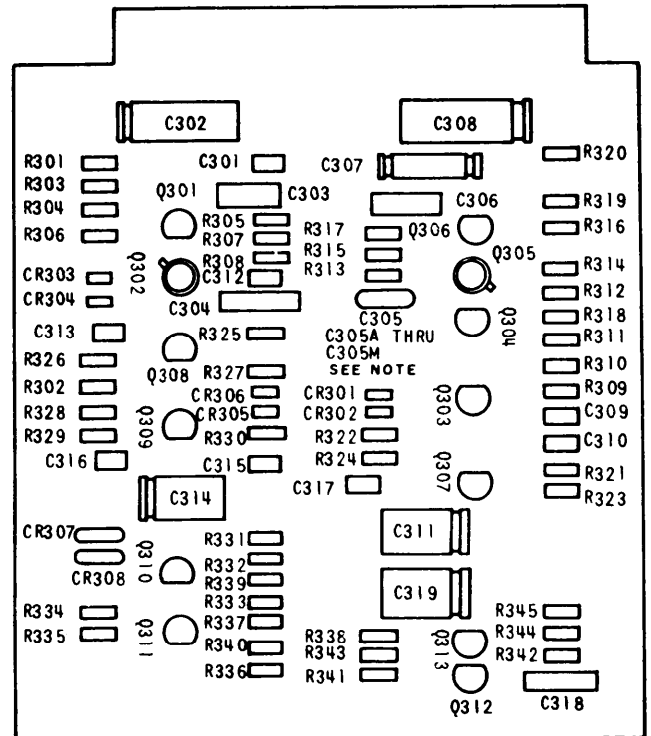 C302
C308
R301
C301
C307
R320
R303
Q301
C303
R304
R305
R317
Q306
C306
R319
R306
R307
R315
R316
R308
R313
Q305
Q302
C312
R314
CR303
CR304
C304
C305
R312
C305A THRU
C305M
SEE NOTE
Q304
R318
C313
R325
R311
R326
Q308
R327
R310
R302
CR306
CR301
Q303
R309
R328
CR305
CR302
C309
R329
Q309
R330
R322
C310
C316
C315
R324
Q307
R321
C314
C317
R323
CR307
R331
C311
CR308
Q310
R332
R339
C319
R334
R333
R345
R335
Q311
R337
R338
Q313
R344
R340
R343
R342
R336
R341
Q312
C318